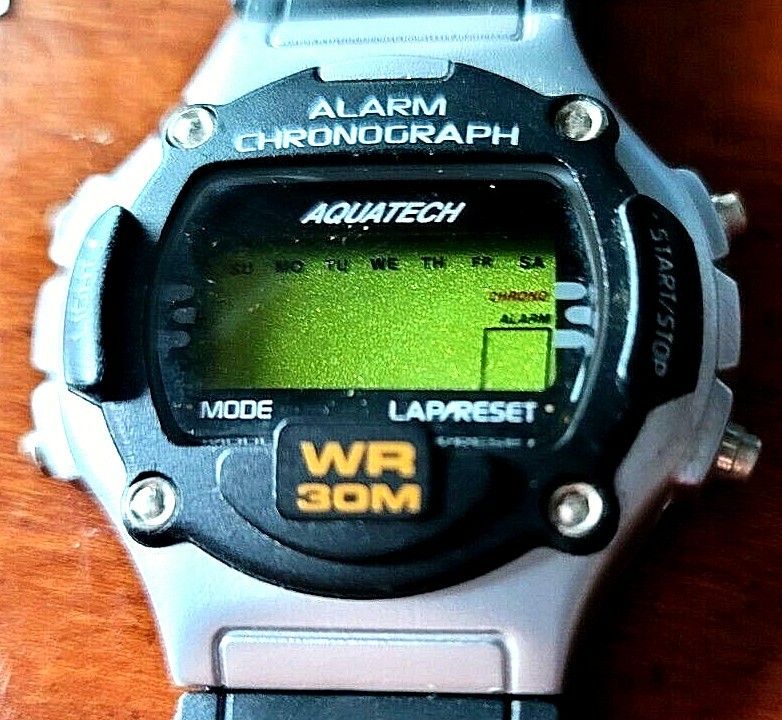 ALARM
CHRONOGRAPH
AQUATECH
SU MO TU WE TH FR SA
CHRONO
ALARM
START/STOP
MODE LAP/RESET
WR
30M